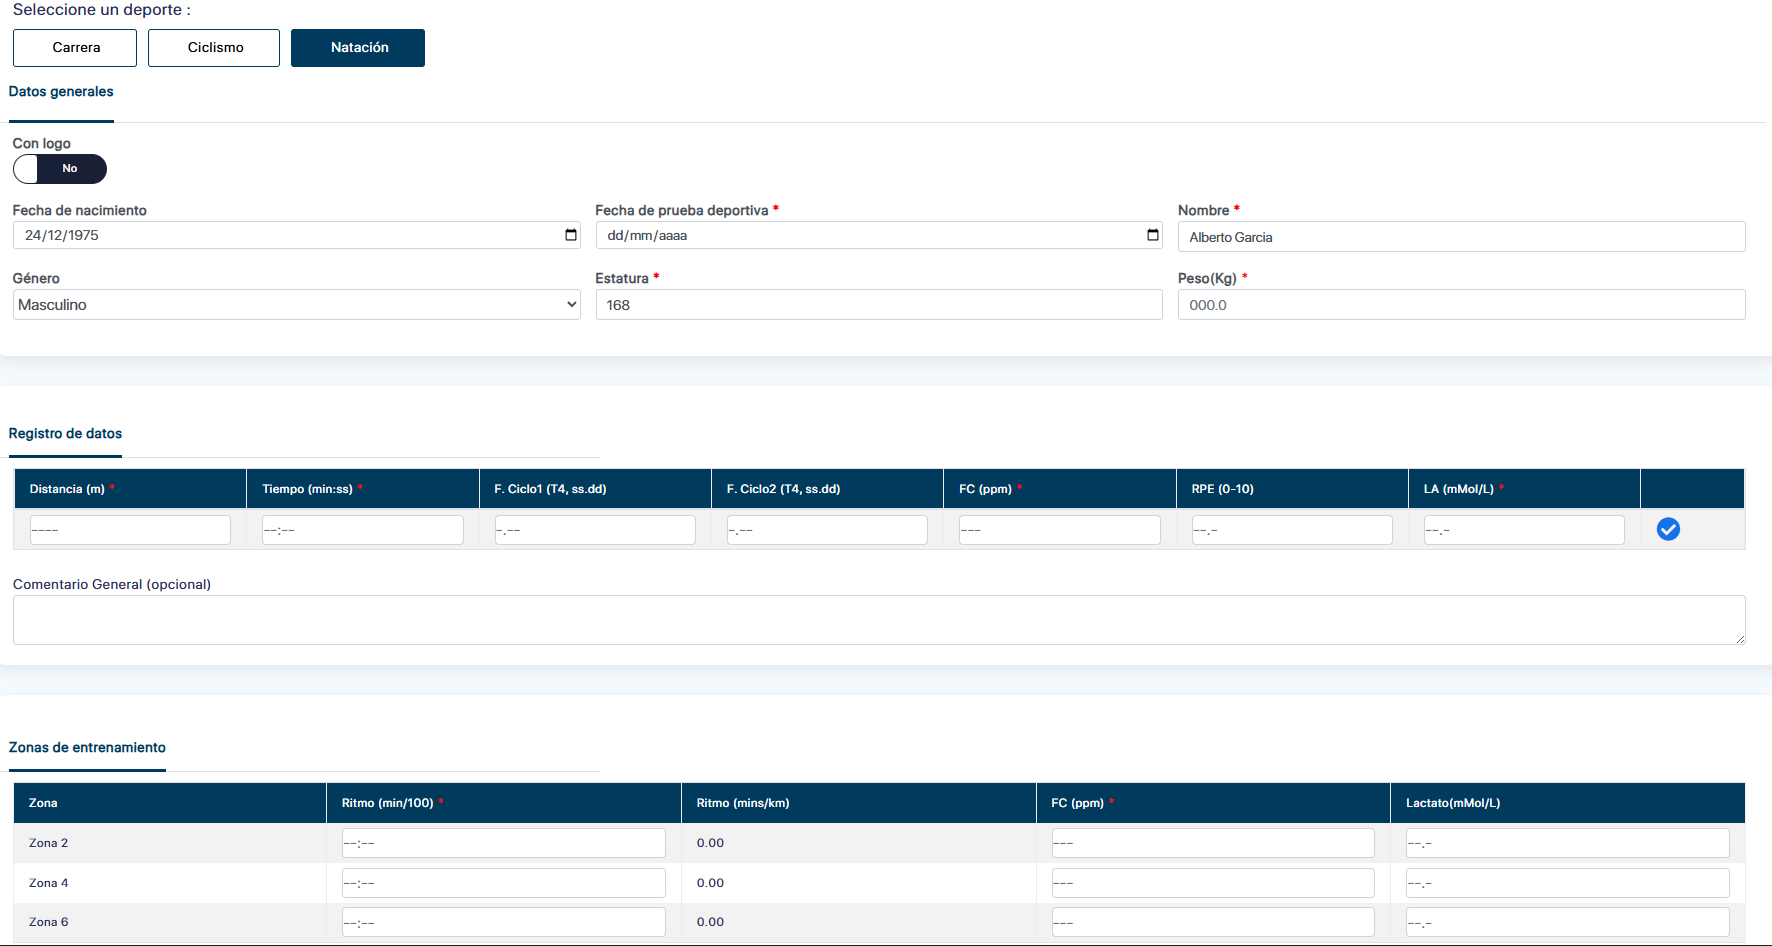 Seleccione un deporte :
Carrera Ciclismo Natación
Datos generales
Con logo
No
Fecha de nacimiento Fecha de prueba deportiva * Nombre *
24/12/1975 dd/mm/aaaa Alberto Garcia
Género Estatura * Peso(Kg) *
Masculino 168 000.0
Registro de datos
Distancia (m) * Tiempo (min:ss) * F. Ciclo1 (T4, ss.dd) F. Ciclo2 (T4, ss.dd) FC (ppm) * RPE (0-10) LA (mMol/L) *
---- --:-- -.-- -.-- --- --.- --.-
Comentario General (opcional)
Zonas de entrenamiento
Zona Ritmo (min/100) * Ritmo (mins/km) FC (ppm) * Lactato(mMol/L)
Zona 2 --:-- 0.00 --- --.-
Zona 4 --:-- 0.00 --- --.-
Zona 6 --:-- 0.00 --- --.-